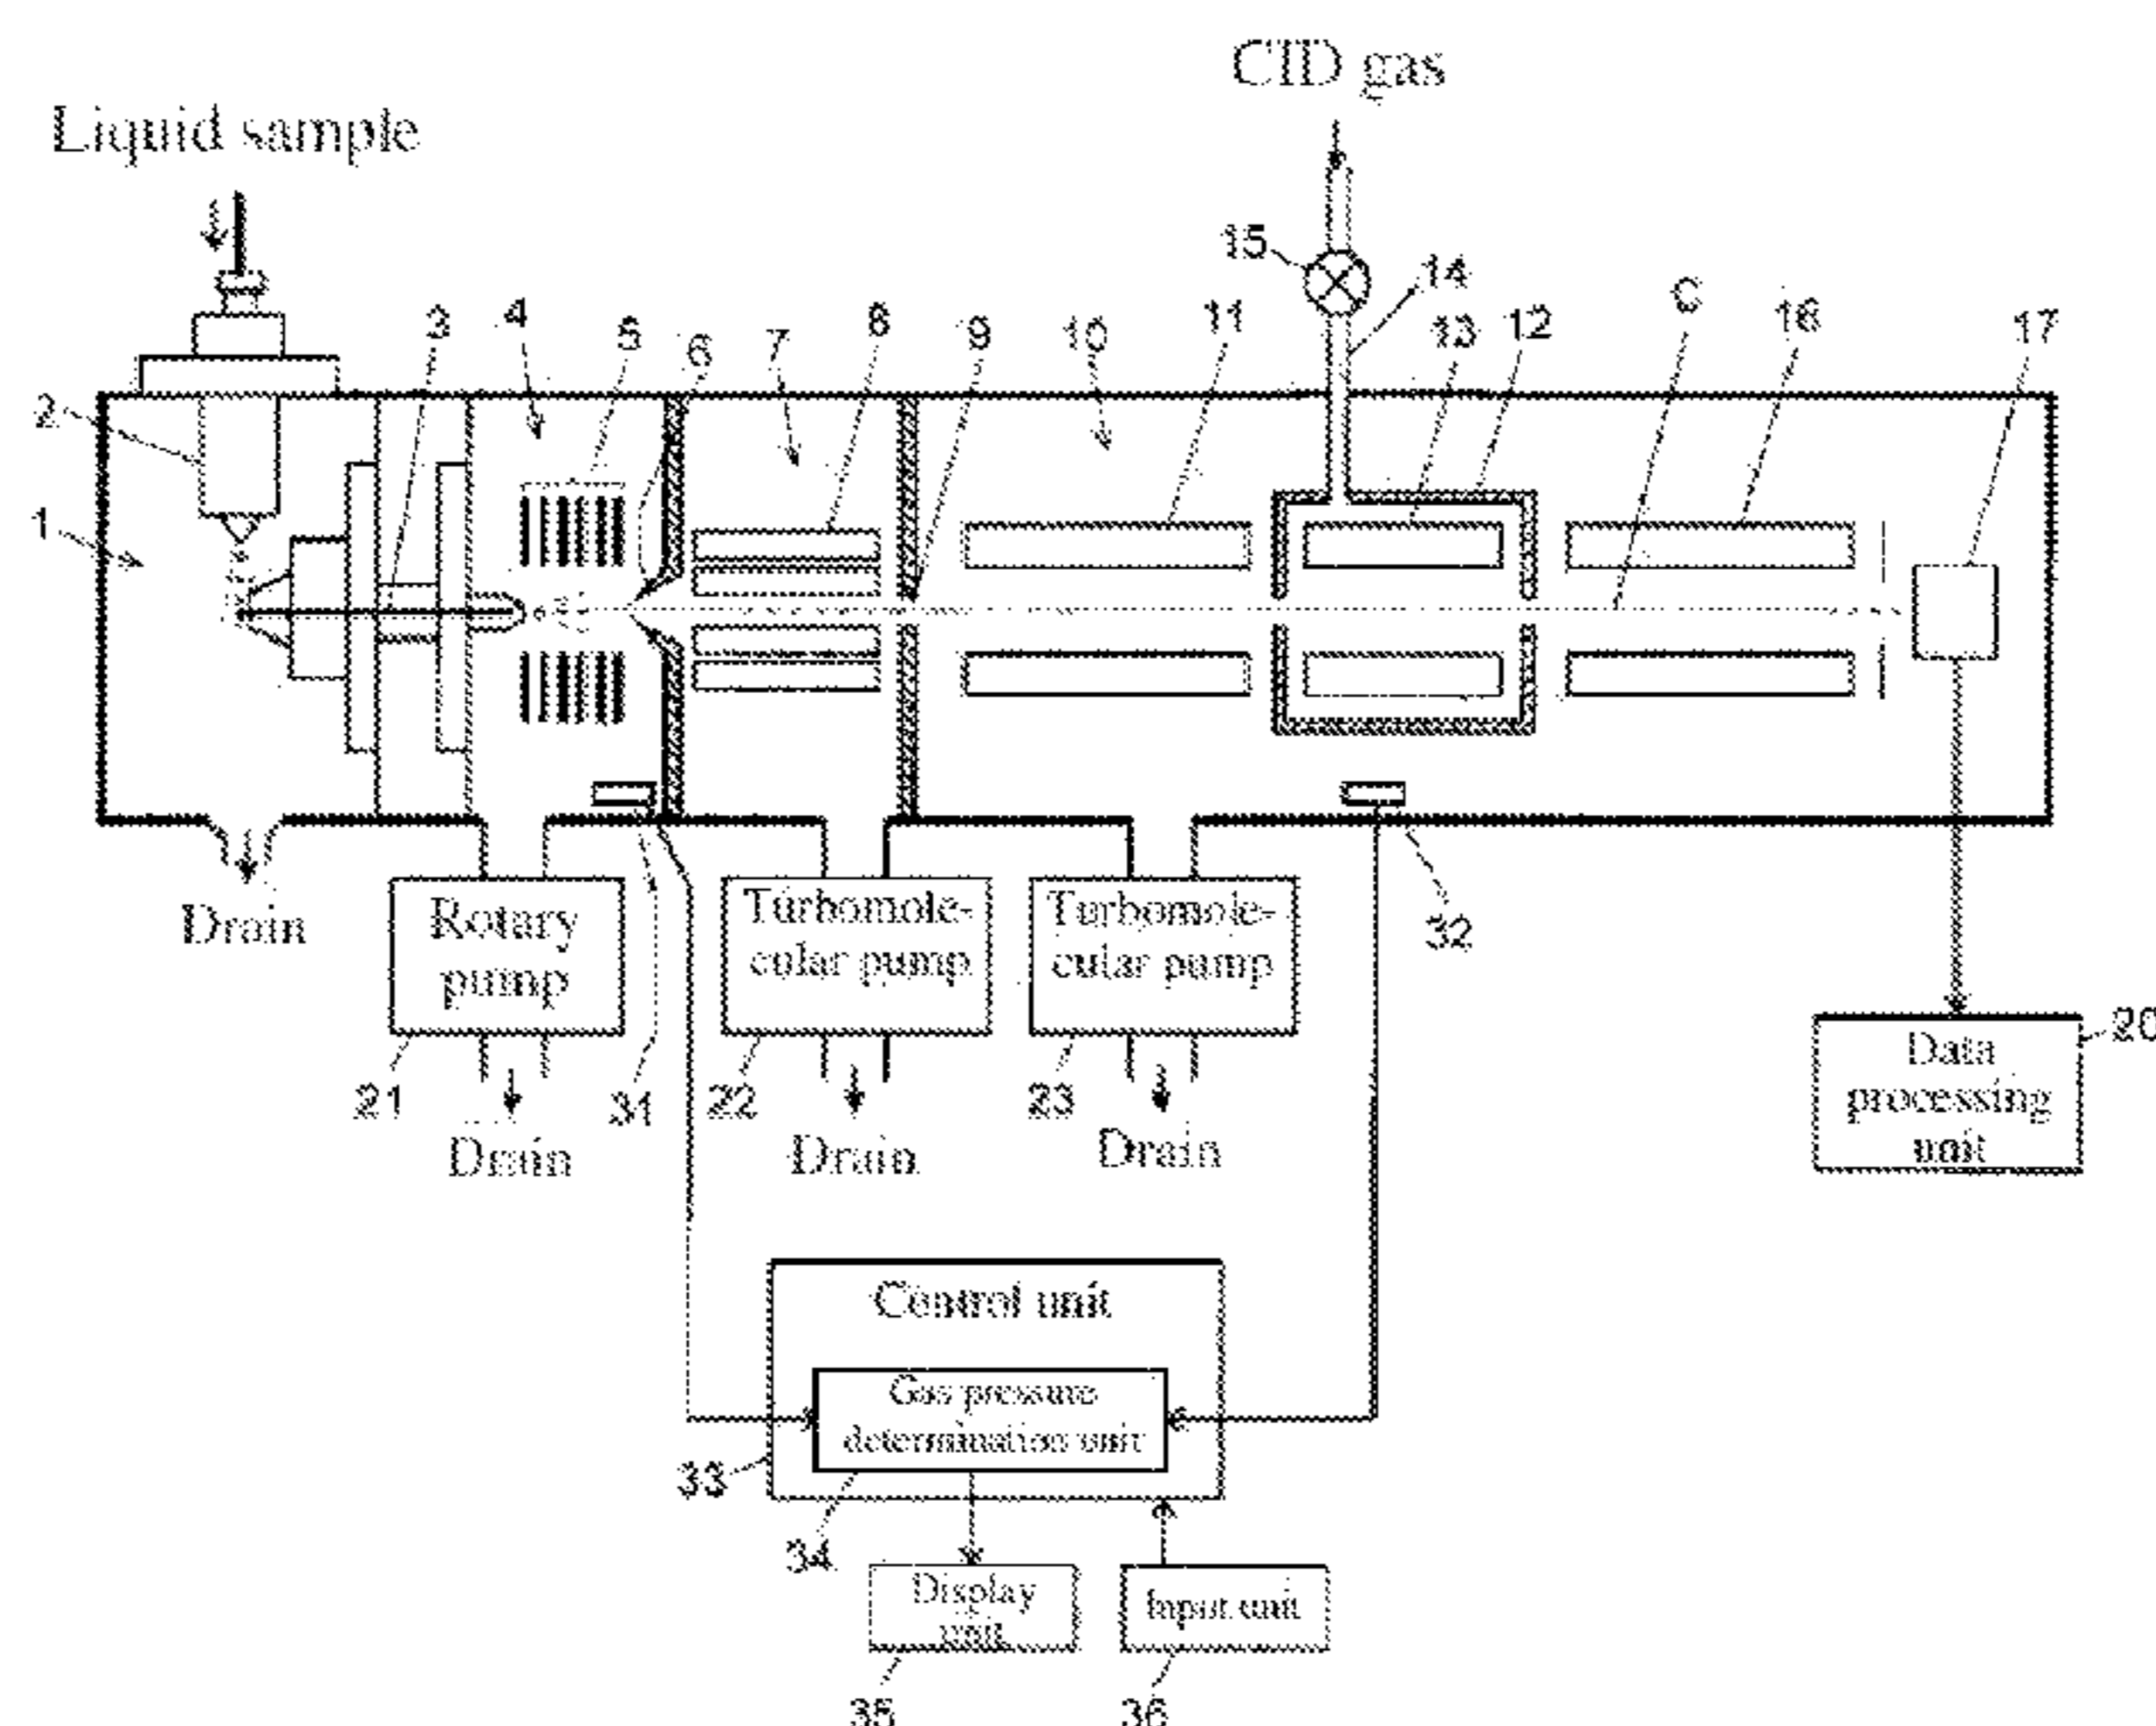 CID gas
Liquid sample
15
14
C
3
4
5
6
7
8
9
10
11
13
12
16
17
2
1
Drain
Rotary
pump
Turbomole-
cular pump
Turbomole-
cular pump
32
21
31
22
23
Drain
Drain
Drain
Data
processing
unit
20
Control unit
Gas pressure
determination unit
33
34
Display
unit
Input unit
35
36